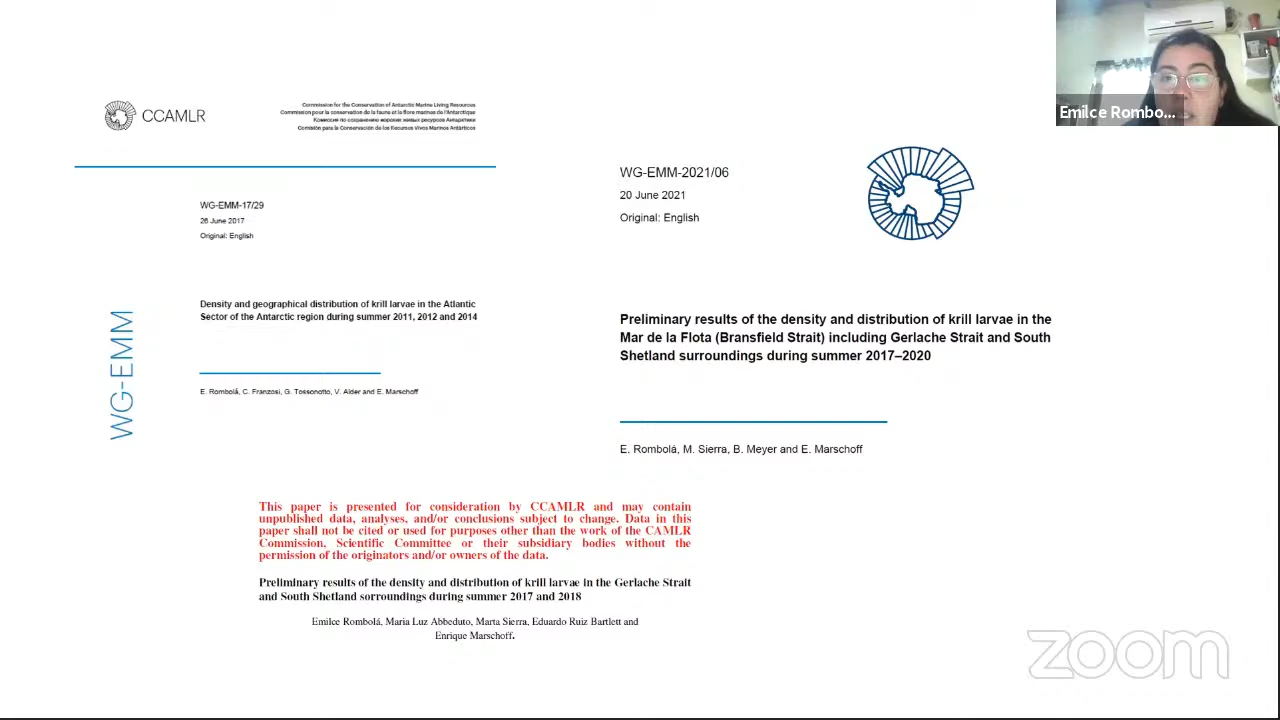 CCAMLR
Commission for the Conservation of Antarctic Marine Living Resources
Commission pour la conservation de la faune et la flore marines de l'Antarctique
Комиссия по сохранению морских живых ресурсов Антарктики
Comisión para la Conservación de los Recursos Vivos Marinos Antárticos
WG-EMM-17/29
26 June 2017
Original: English
WG-EMM
Density and geographical distribution of krill larvae in the Atlantic
Sector of the Antarctic region during summer 2011, 2012 and 2014
E. Rombolá, C. Franzosi, G. Tossonotto, V. Alder and E. Marschoff
WG-EMM-2021/06
20 June 2021
Original: English
Preliminary results of the density and distribution of krill larvae in the
Mar de la Flota (Bransfield Strait) including Gerlache Strait and South
Shetland surroundings during summer 2017–2020
E. Rombolá, M. Sierra, B. Meyer and E. Marschoff
This paper is presented for consideration by CCAMLR and may contain
unpublished data, analyses, and/or conclusions subject to change. Data in this
paper shall not be cited or used for purposes other than the work of the CAMLR
Commission, Scientific Committee or their subsidiary bodies without the
permission of the originators and/or owners of the data.
Preliminary results of the density and distribution of krill larvae in the Gerlache Strait
and South Shetland sorroundings during summer 2017 and 2018
Emilce Rombolá, Maria Luz Abbeduto, Marta Sierra, Eduardo Ruiz Bartlett and
Enrique Marschoff.
Emilce Rombo...
zoom